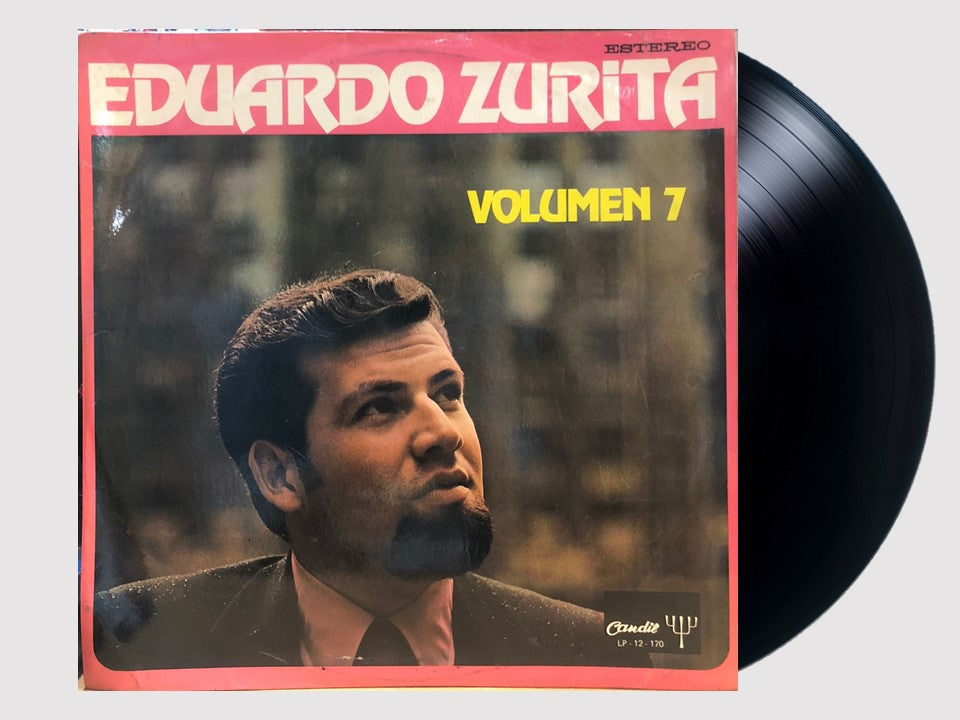 ESTEREO
EDUARDO ZURiTA
VOLUMEN 7
Candil
LP - 12 - 170